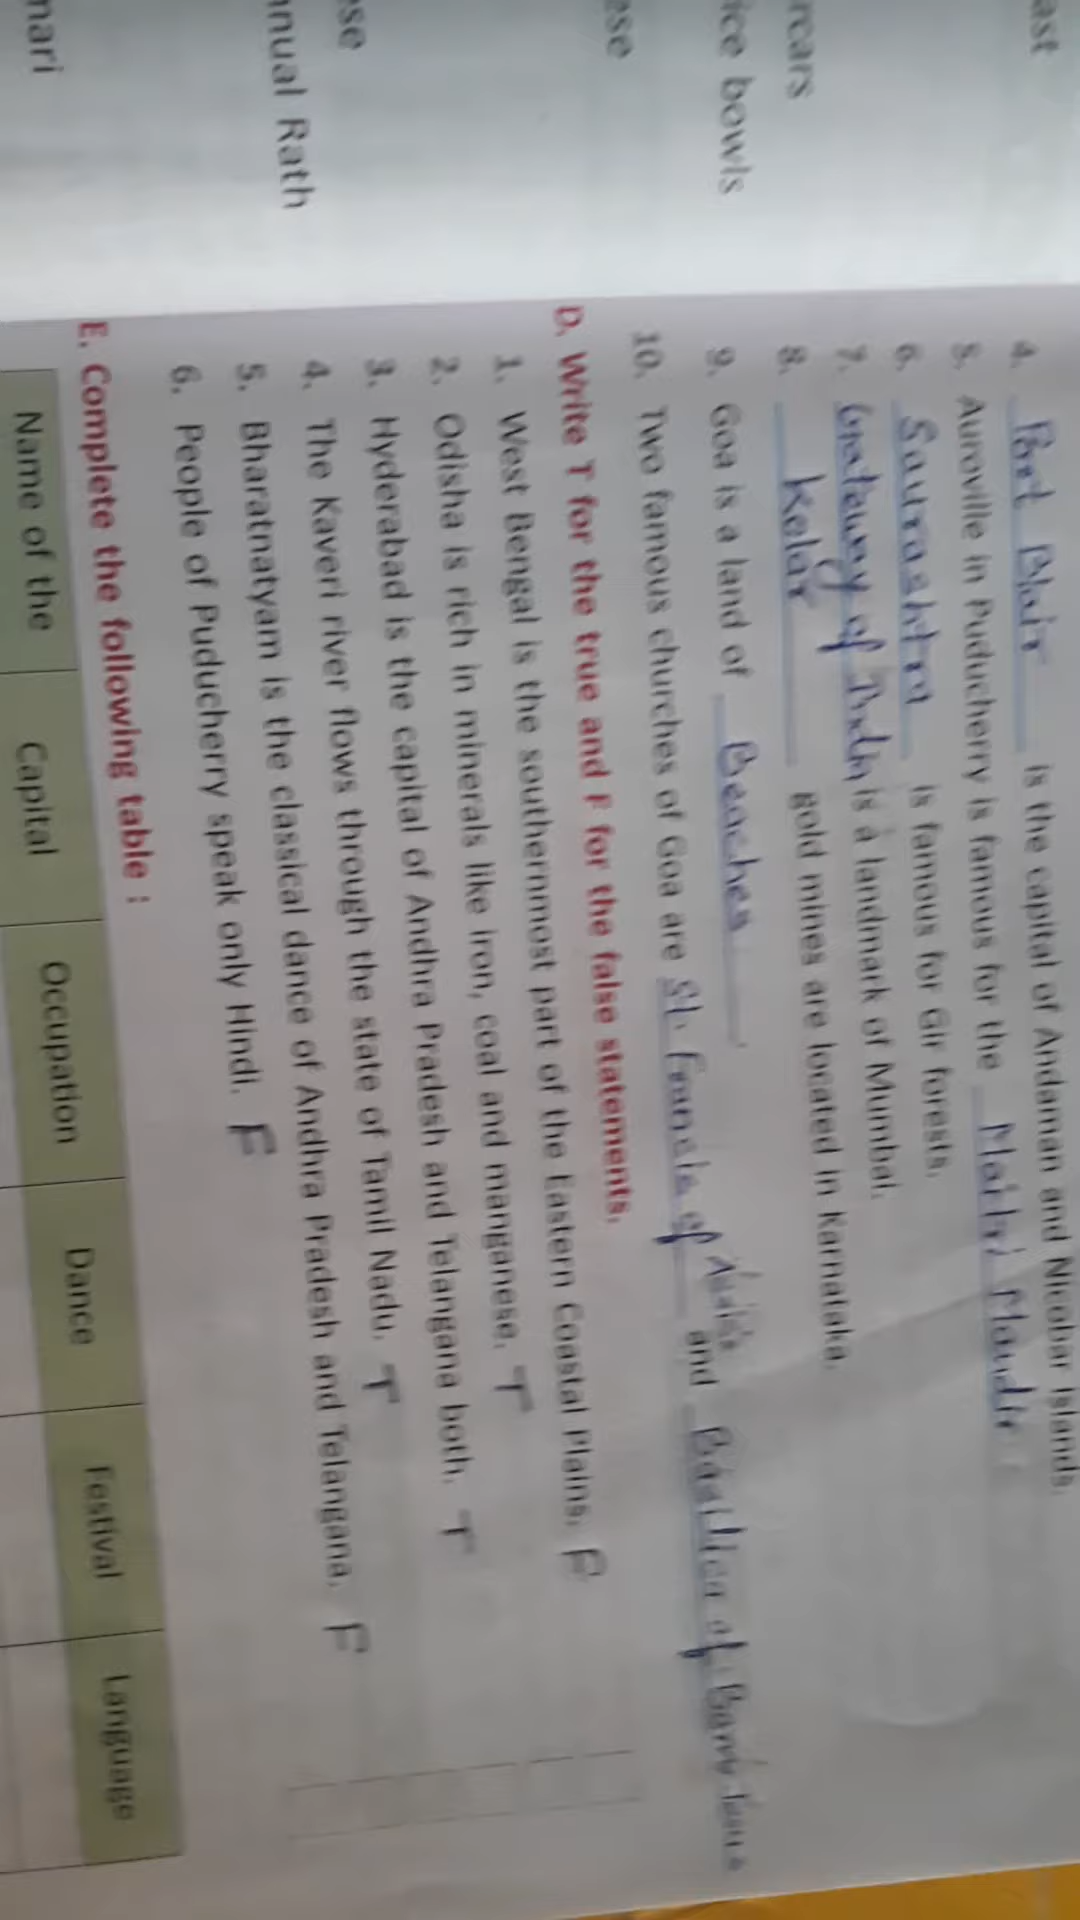 ast
rcars
ice bowls
ese
ese
nnual Rath
mari
4. Port Blair is the capital of Andaman and Nicobar Islands.
5. Auroville in Puducherry is famous for the Matri Mandir
6. Saurashtra is famous for Gir forests.
7. Gateway of India is a landmark of Mumbai.
8. Kolar gold mines are located in Karnataka.
9. Goa is a land of Beaches
10. Two famous churches of Goa are St. Francis of and Basilica of
D. Write T for the true and F for the false statements.
1. West Bengal is the southernmost part of the Eastern Coastal Plains. F
2. Odisha is rich in minerals like iron, coal and manganese. T
3. Hyderabad is the capital of Andhra Pradesh and Telangana both. T
4. The Kaveri river flows through the state of Tamil Nadu. T
5. Bharatnatyam is the classical dance of Andhra Pradesh and Telangana. F
6. People of Puducherry speak only Hindi. F
E. Complete the following table :
Name of the Capital Occupation Dance Festival Language